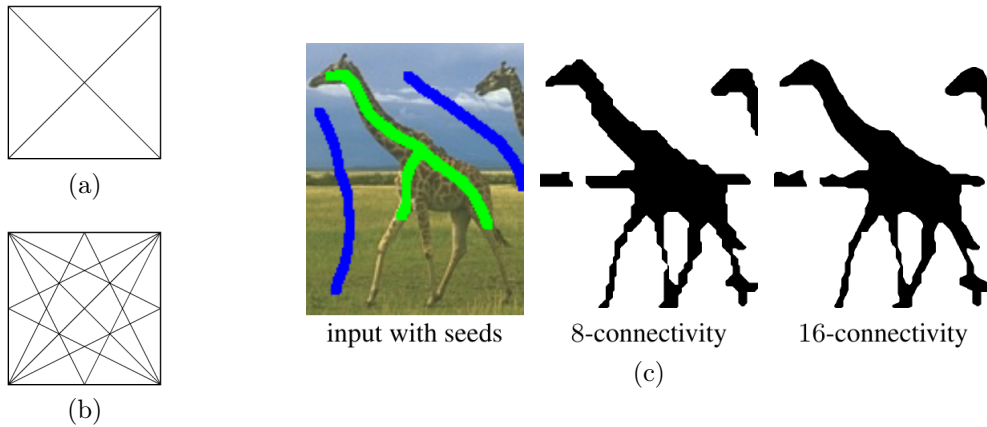 (a)
(b)
input with seeds
8-connectivity
16-connectivity
(c)